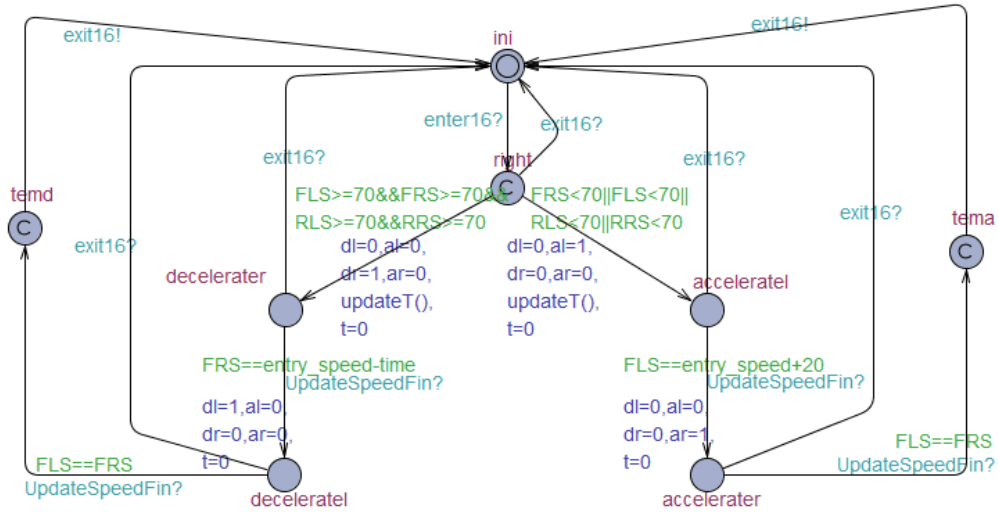 exit16!
exit16!
ini
enter16?
exit16?
right
exit16?
exit16?
temd
FLS>=70&&FRS>=70&&
FRS<70||FLS<70||
RLS>=70&&RRS>=70
RLS<70||RRS<70
exit16?
tema
C
C
C
exit16?
dl=0,al=0,
dr=1,ar=0,
updateT(),
t=0
dl=0,al=1,
dr=0,ar=0,
updateT(),
t=0
decelerater
acceleratel
FRS==entry_speed-time
UpdateSpeedFin?
FLS==entry_speed+20
UpdateSpeedFin?
dl=1,al=0,
dr=0,ar=0,
t=0
dl=0,al=0,
dr=0,ar=1,
t=0
FLS==FRS
UpdateSpeedFin?
FLS==FRS
UpdateSpeedFin?
deceleratel
accelerater